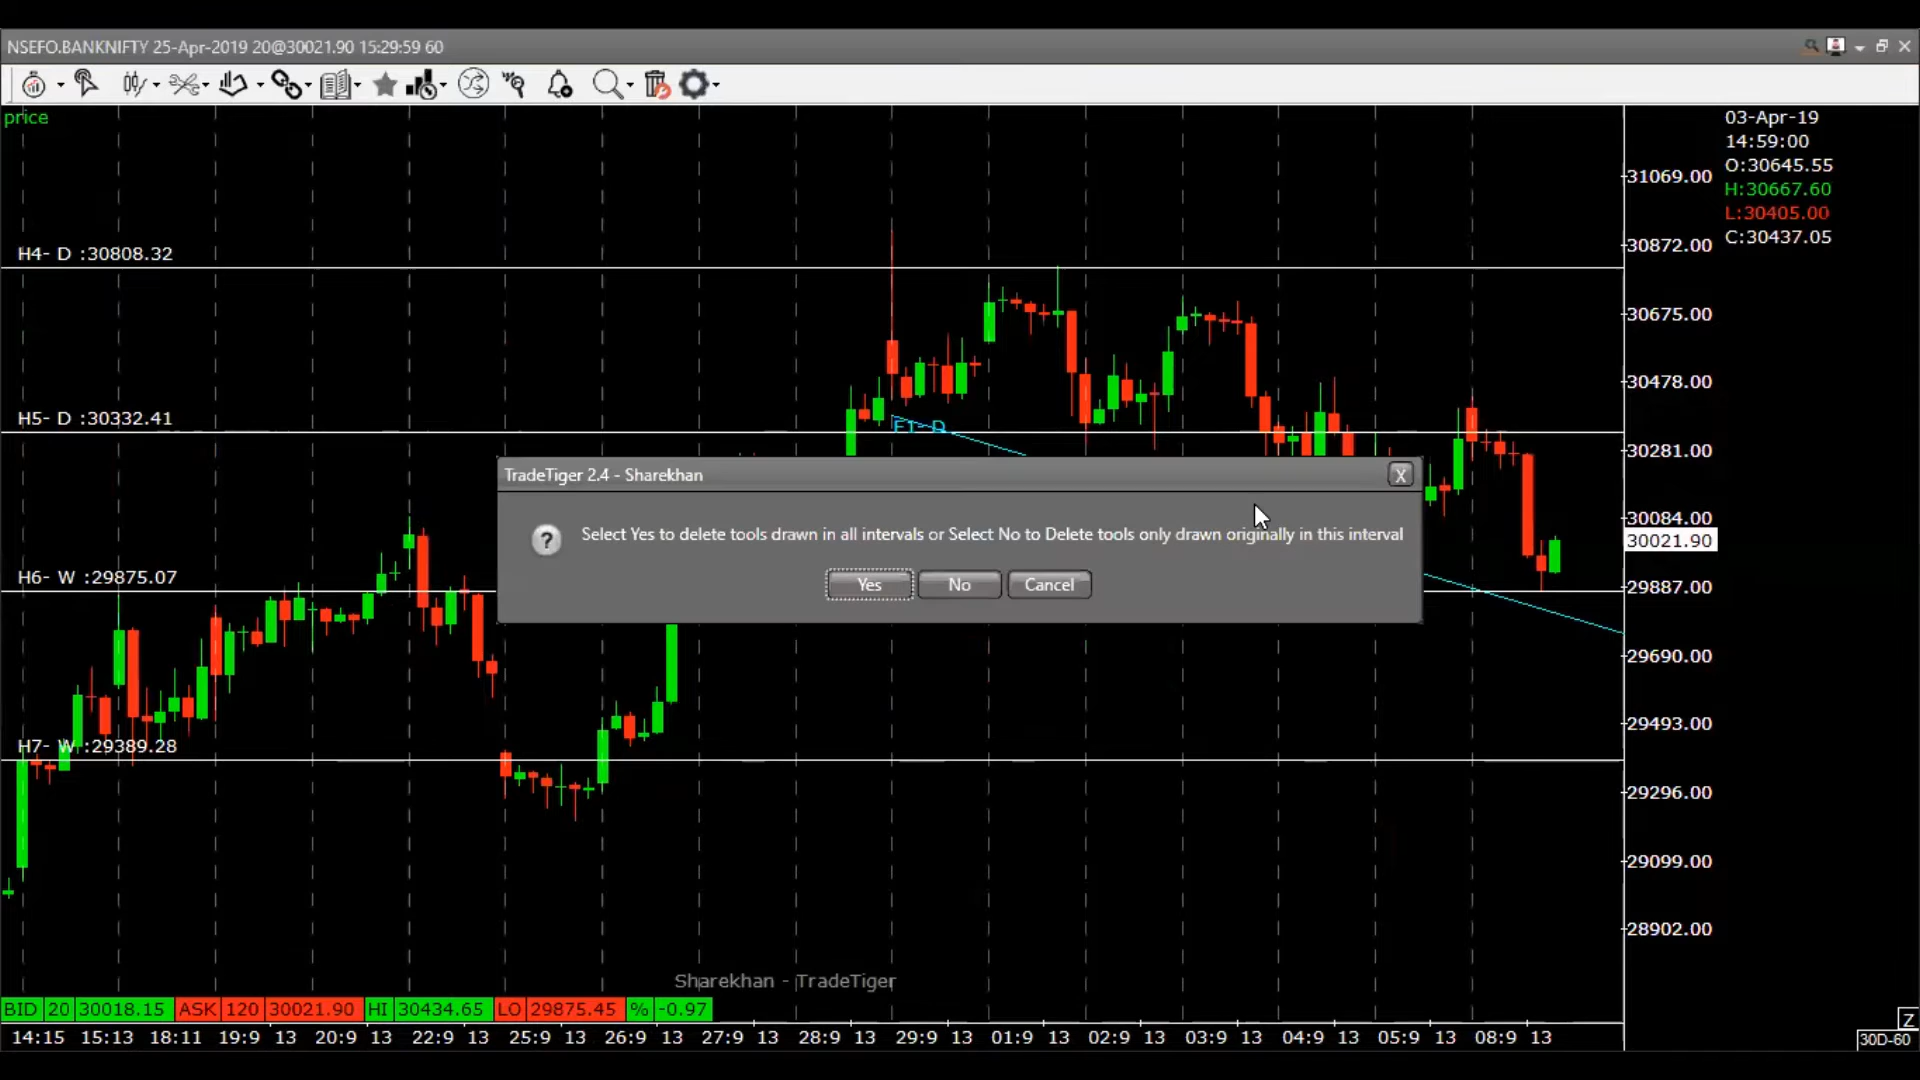 NSEFO.BANKNIFTY 25-Apr-2019 20@30021.90 15:29:59 60
price
03-Apr-19
14:59:00
O:30645.55
H:30667.60
L:30405.00
C:30437.05
31069.00
30872.00
30675.00
30478.00
30281.00
30084.00
30021.90
29887.00
29690.00
29493.00
29296.00
29099.00
28902.00
H4- D :30808.32
H5- D :30332.41
F1- D
H6- W :29875.07
H7- W :29389.28
TradeTiger 2.4 - Sharekhan
X
? Select Yes to delete tools drawn in all intervals or Select No to Delete tools only drawn originally in this interval
Yes No Cancel
Sharekhan - TradeTiger
BID 20 30018.15 ASK 120 30021.90 HI 30434.65 LO 29875.45 % -0.97
14:15 15:13 18:11 19:9 13 20:9 13 22:9 13 25:9 13 26:9 13 27:9 13 28:9 13 29:9 13 01:9 13 02:9 13 03:9 13 04:9 13 05:9 13 08:9 13
Z
30D-60